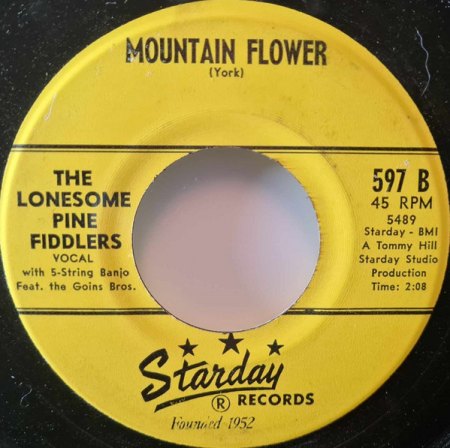 MOUNTAIN FLOWER
(York)
THE
LONESOME
PINE
FIDDLERS
VOCAL
with 5-String Banjo
Feat. the Goins Bros.
597 B
45 RPM
5489
Starday - BMI
A Tommy Hill
Starday Studio
Production
Time: 2:08
Starday
® RECORDS
Founded 1952